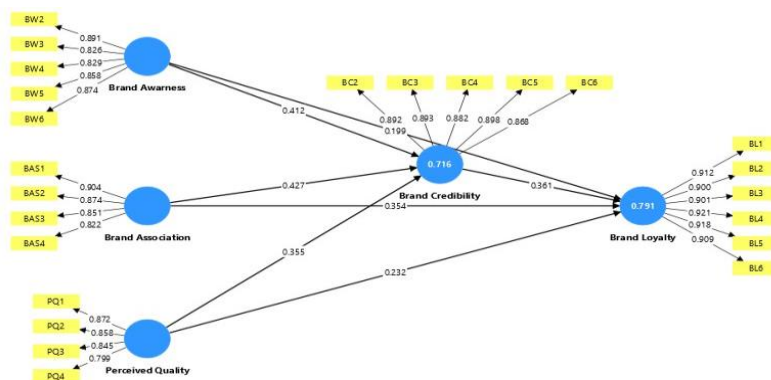 BW2
BW3
BW4
BW5
BW6
0.891
0.826
0.829
0.858
0.874
Brand Awarness
BC2
BC3
BC4
BC5
BC6
0.892
0.893
0.882
0.898
0.868
0.412
0.199
0.716
Brand Credibility
BAS1
BAS2
BAS3
BAS4
0.904
0.874
0.851
0.822
Brand Association
0.427
0.361
0.354
0.355
0.232
0.791
Brand Loyalty
BL1
BL2
BL3
BL4
BL5
BL6
0.912
0.900
0.901
0.921
0.918
0.909
PQ1
PQ2
PQ3
PQ4
0.872
0.858
0.845
0.799
Perceived Quality